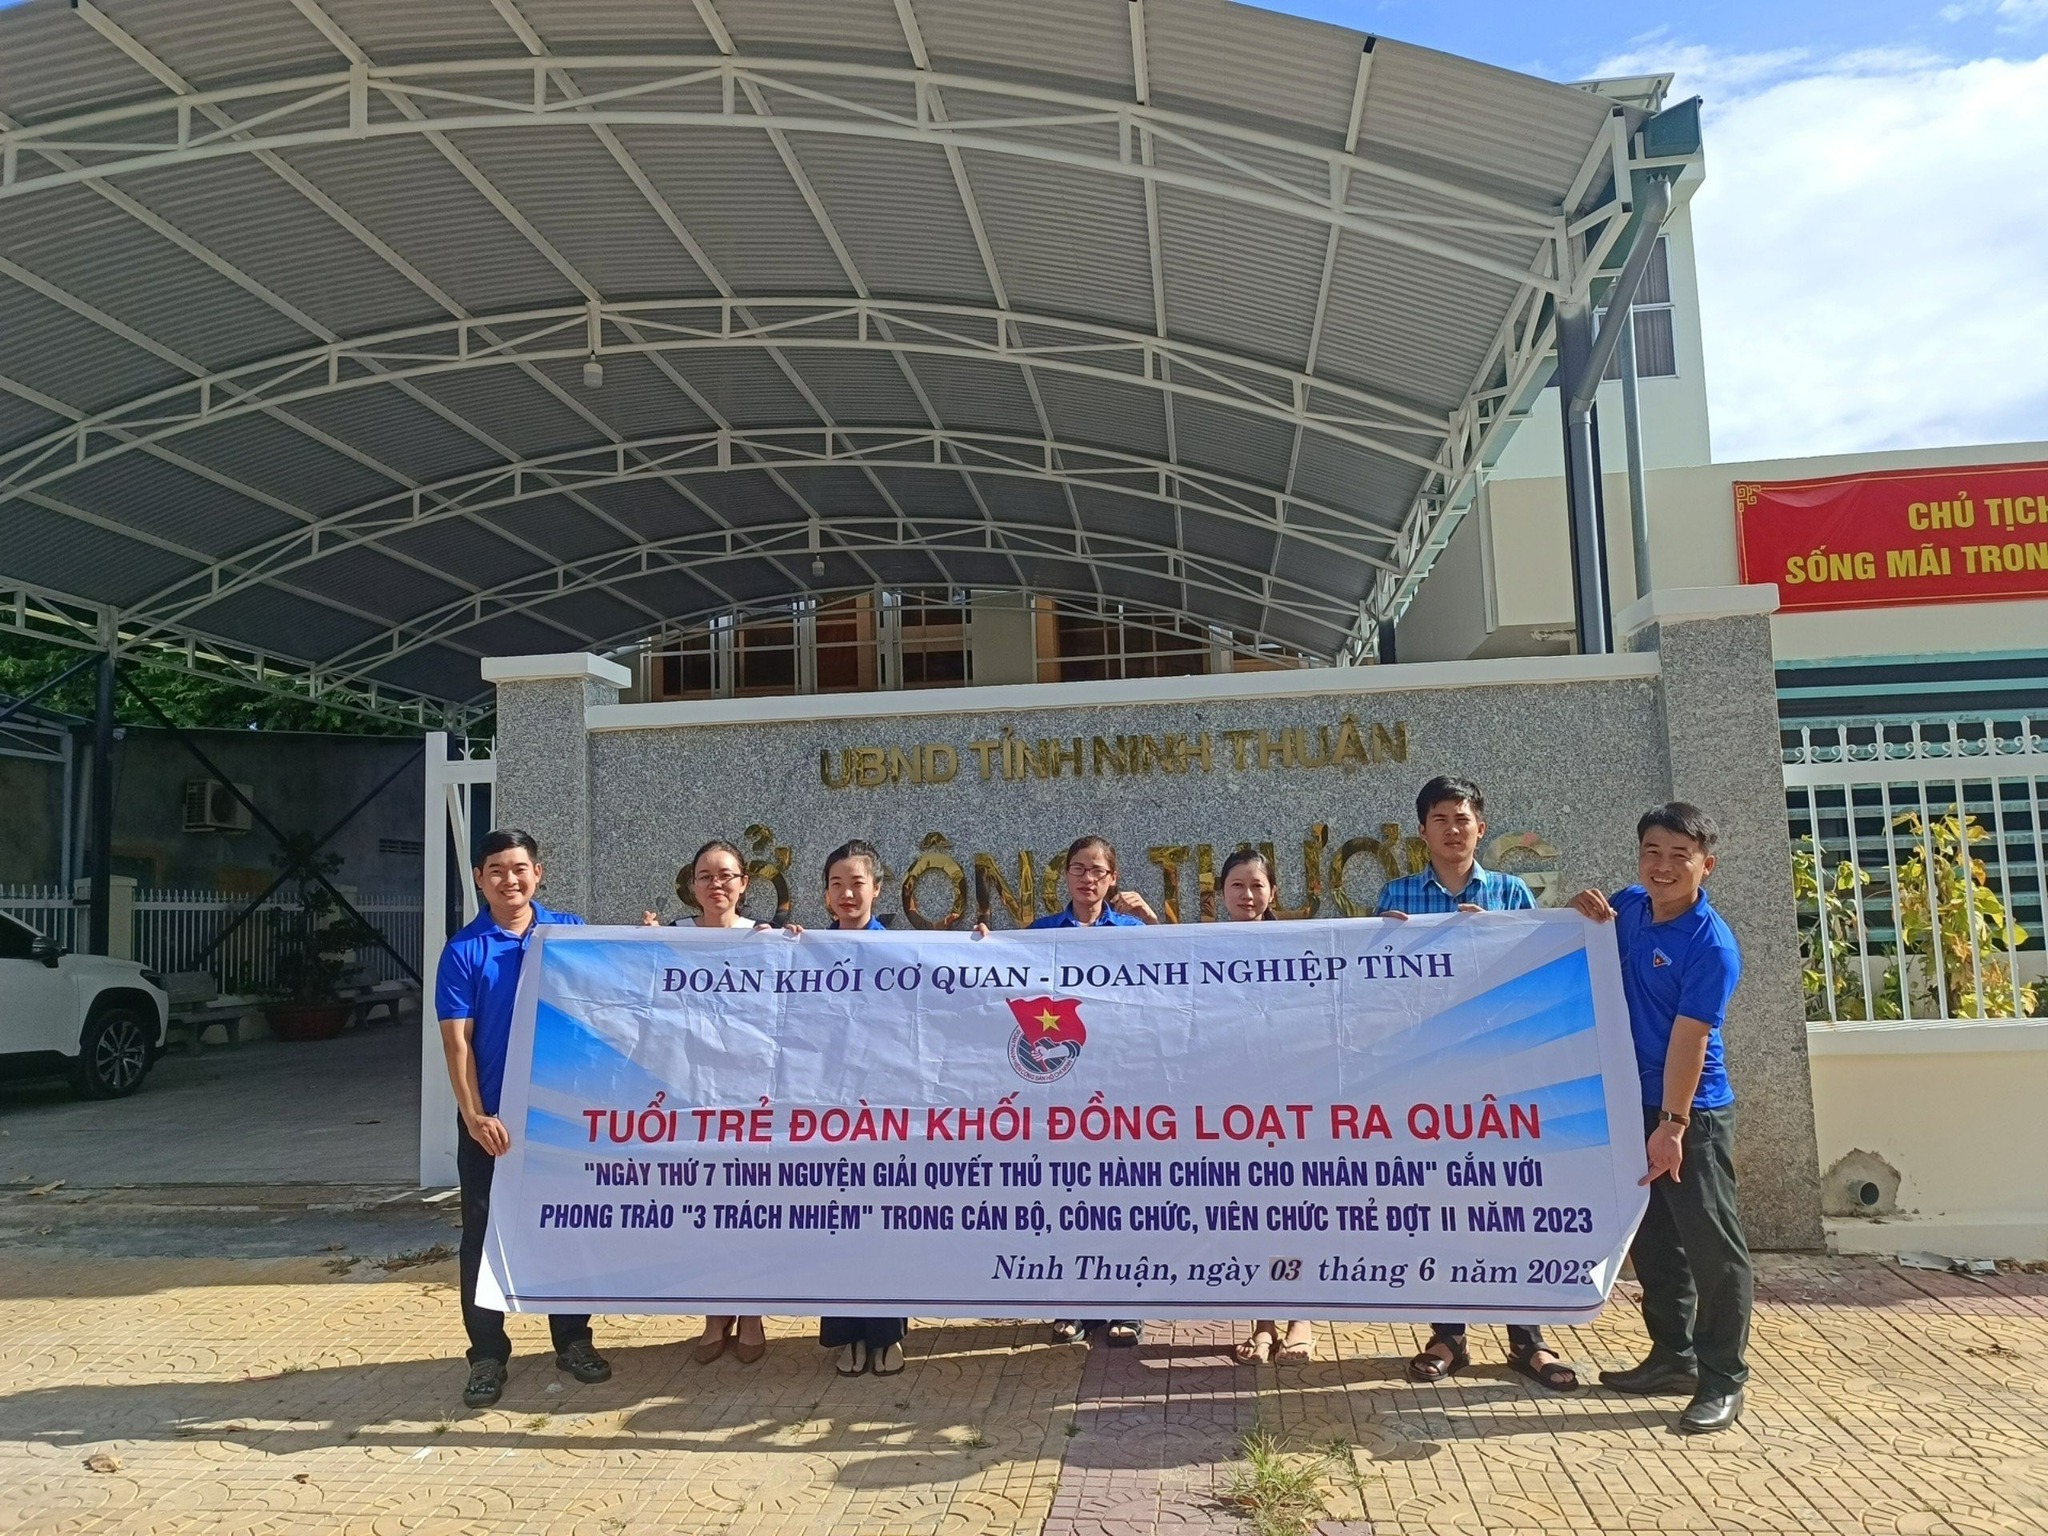 CHỦ TỊCH
SỐNG MÃI TRON
UBND TỈNH NINH THUẬN
SỞ CÔNG THƯƠNG
ĐOÀN KHỐI CƠ QUAN - DOANH NGHIỆP TỈNH
TUỔI TRẺ ĐOÀN KHỐI ĐỒNG LOẠT RA QUÂN
"NGÀY THỨ 7 TÌNH NGUYỆN GIẢI QUYẾT THỦ TỤC HÀNH CHÍNH CHO NHÂN DÂN" GẮN VỚI
PHONG TRÀO "3 TRÁCH NHIỆM" TRONG CÁN BỘ, CÔNG CHỨC, VIÊN CHỨC TRẺ ĐỢT II NĂM 2023
Ninh Thuận, ngày 03 tháng 6 năm 2023